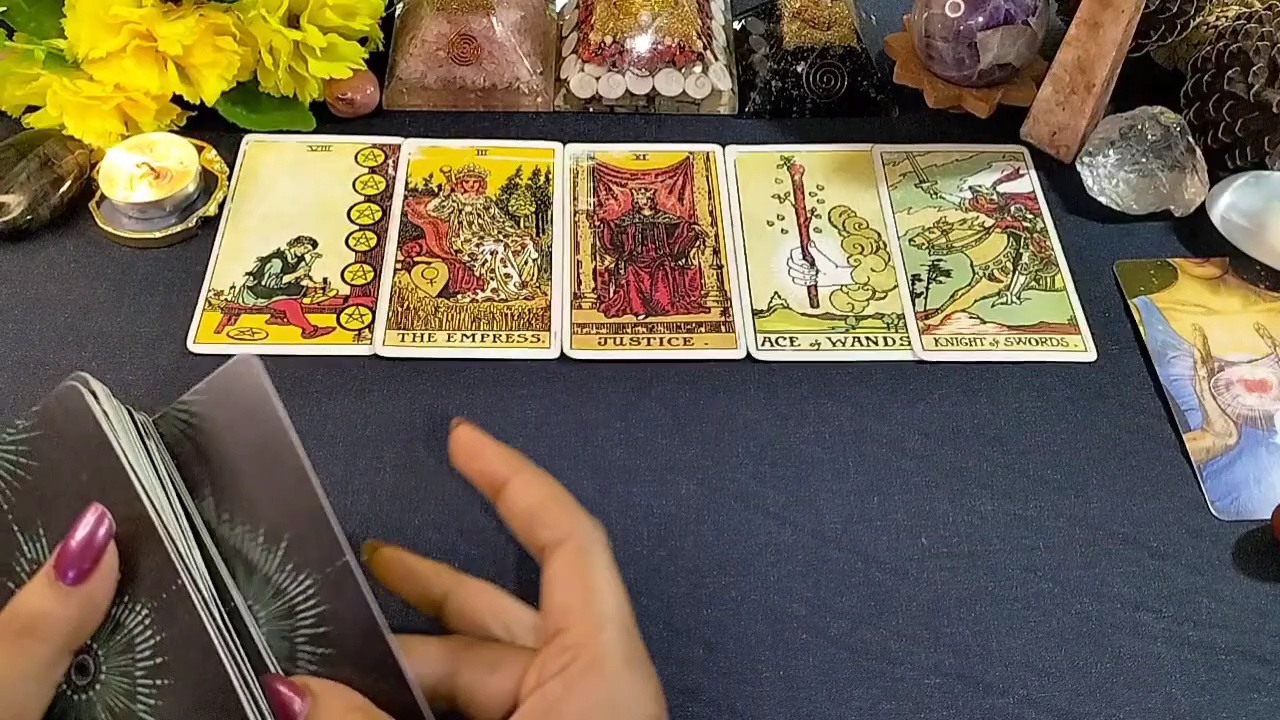 VIII
III
XI
THE EMPRESS.
JUSTICE .
ACE of WANDS
KNIGHT of SWORDS.